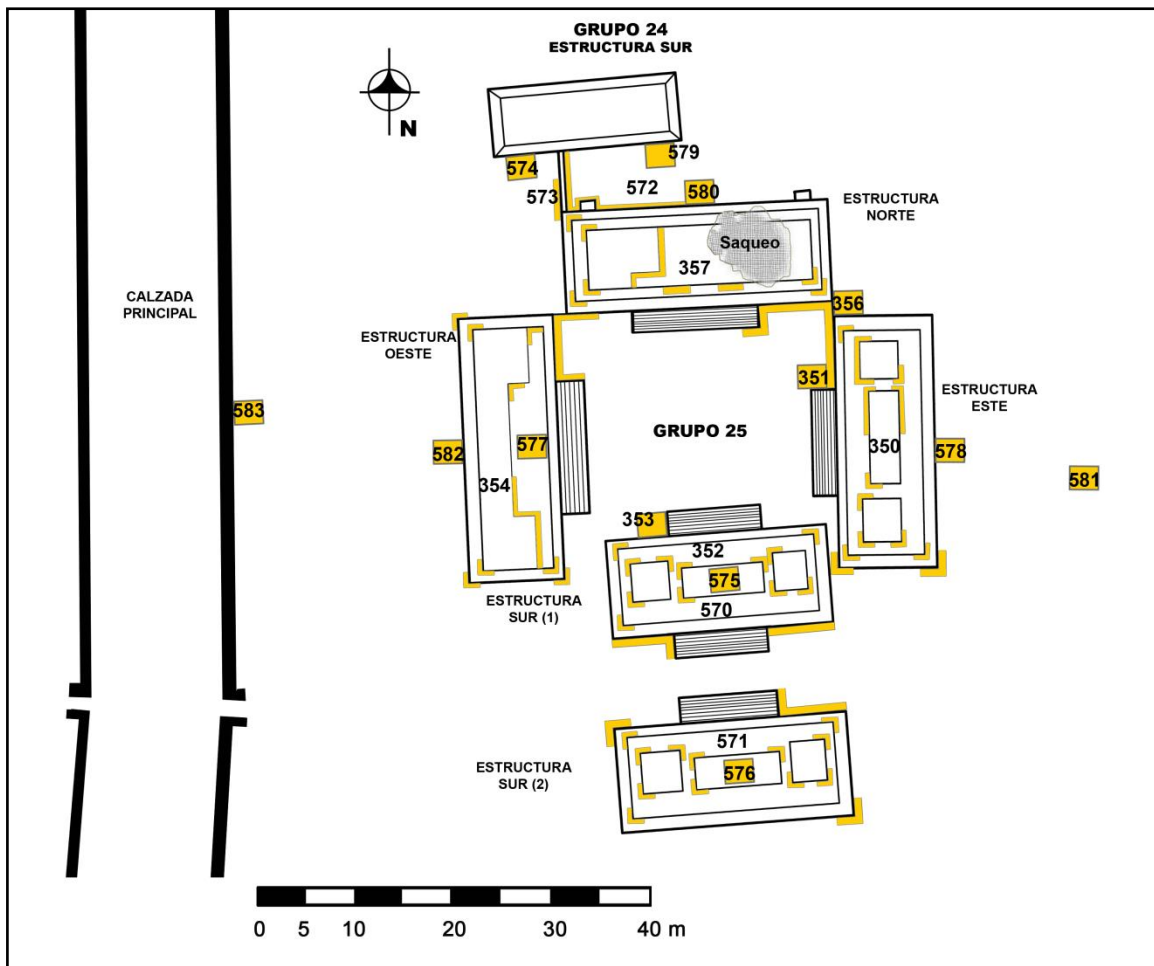 GRUPO 24
ESTRUCTURA SUR
N
574
579
573
572
580
ESTRUCTURA
NORTE
Saqueo
357
CALZADA
PRINCIPAL
356
ESTRUCTURA
OESTE
351
ESTRUCTURA
ESTE
583
GRUPO 25
577
582
350
578
354
581
353
352
575
570
ESTRUCTURA
SUR (1)
571
576
ESTRUCTURA
SUR (2)
0 5 10 20 30 40 m